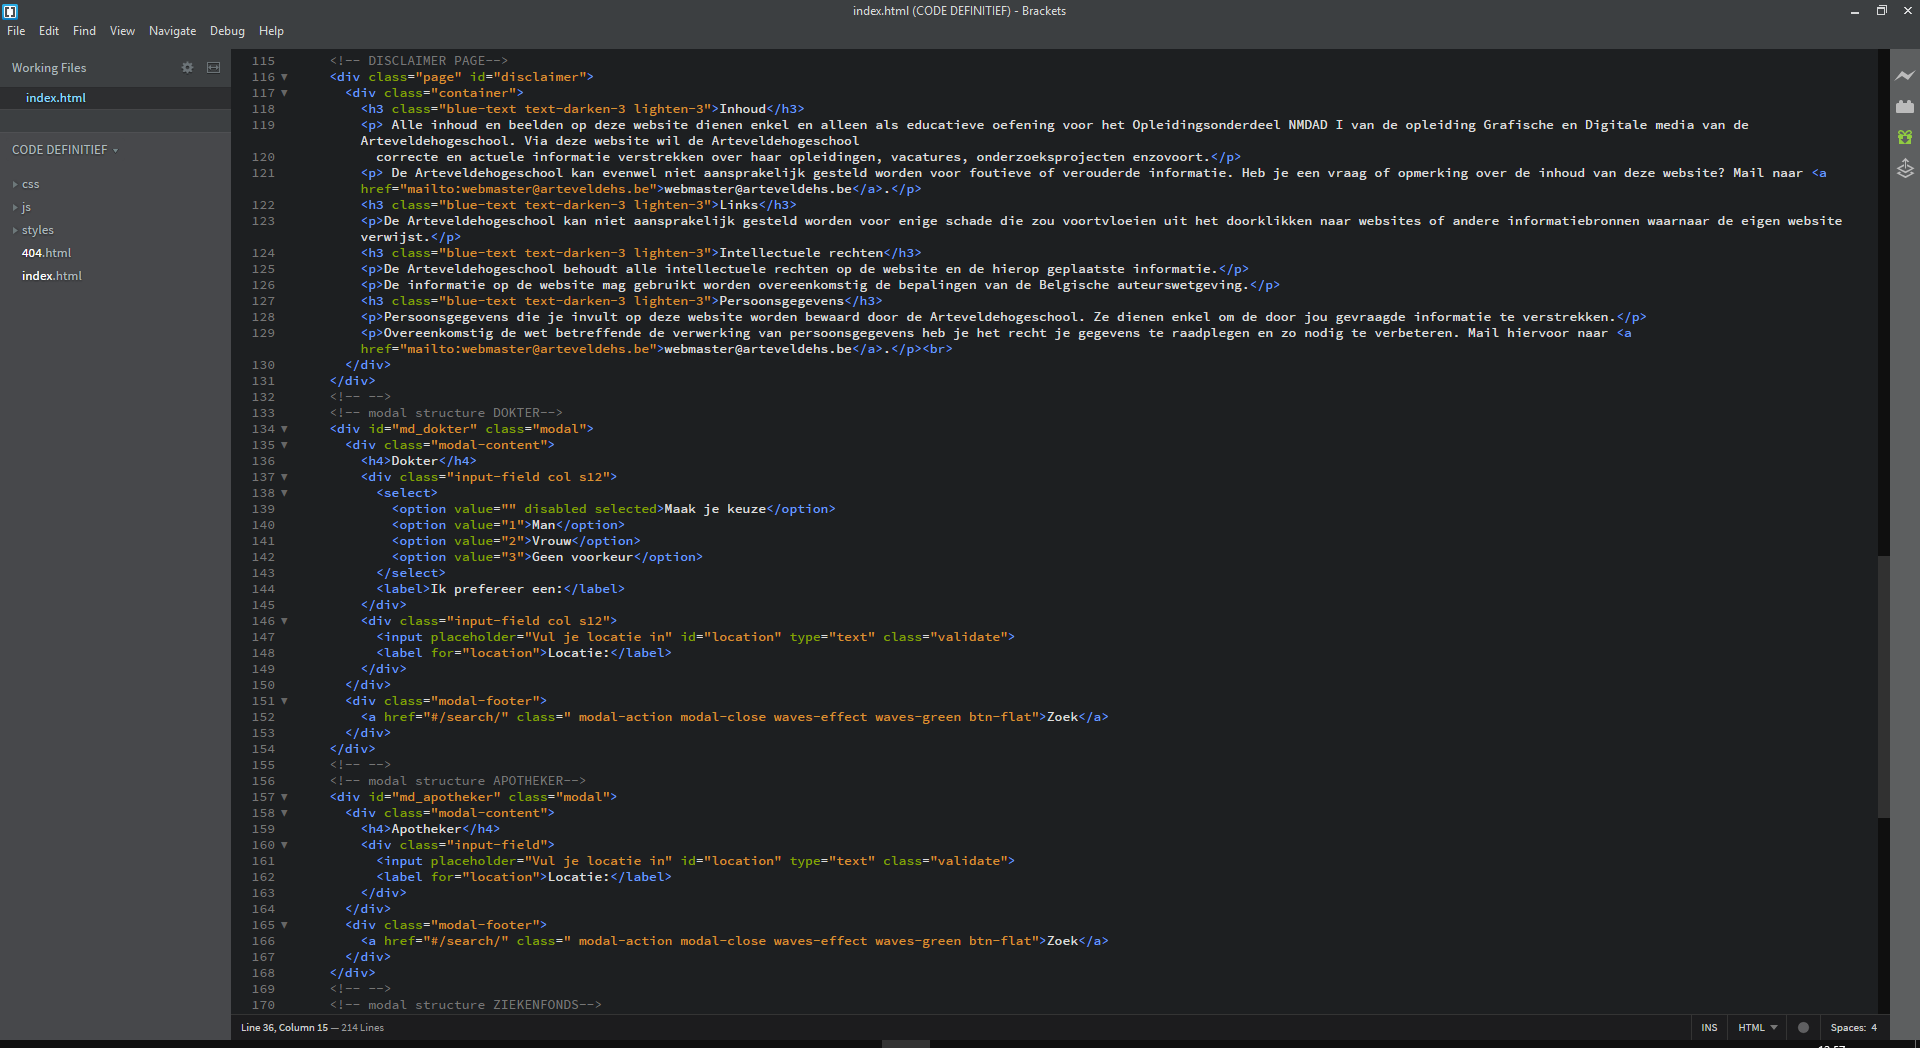 index.html (CODE DEFINITIEF) - Brackets
File Edit Find View Navigate Debug Help
Working Files
index.html
CODE DEFINITIEF
css
js
styles
404.html
index.html
115 <!-- DISCLAIMER PAGE-->
116 <div class="page" id="disclaimer">
117 <div class="container">
118 <h3 class="blue-text text-darken-3 lighten-3">Inhoud</h3>
119 <p> Alle inhoud en beelden op deze website dienen enkel en alleen als educatieve oefening voor het Opleidingsonderdeel NMDAD I van de opleiding Grafische en Digitale media van de
Arteveldehogeschool. Via deze website wil de Arteveldehogeschool
120 correcte en actuele informatie verstrekken over haar opleidingen, vacatures, onderzoeksprojecten enzovoort.</p>
121 <p> De Arteveldehogeschool kan evenwel niet aansprakelijk gesteld worden voor foutieve of verouderde informatie. Heb je een vraag of opmerking over de inhoud van deze website? Mail naar <a
href="mailto:webmaster@arteveldehs.be">webmaster@arteveldehs.be</a>.</p>
122 <h3 class="blue-text text-darken-3 lighten-3">Links</h3>
123 <p>De Arteveldehogeschool kan niet aansprakelijk gesteld worden voor enige schade die zou voortvloeien uit het doorklikken naar websites of andere informatiebronnen waarnaar de eigen website
verwijst.</p>
124 <h3 class="blue-text text-darken-3 lighten-3">Intellectuele rechten</h3>
125 <p>De Arteveldehogeschool behoudt alle intellectuele rechten op de website en de hierop geplaatste informatie.</p>
126 <p>De informatie op de website mag gebruikt worden overeenkomstig de bepalingen van de Belgische auteurswetgeving.</p>
127 <h3 class="blue-text text-darken-3 lighten-3">Persoonsgegevens</h3>
128 <p>Persoonsgegevens die je invult op deze website worden bewaard door de Arteveldehogeschool. Ze dienen enkel om de door jou gevraagde informatie te verstrekken.</p>
129 <p>Overeenkomstig de wet betreffende de verwerking van persoonsgegevens heb je het recht je gegevens te raadplegen en zo nodig te verbeteren. Mail hiervoor naar <a
href="mailto:webmaster@arteveldehs.be">webmaster@arteveldehs.be</a>.</p><br>
130 </div>
131 </div>
132 <!-- -->
133 <!-- modal structure DOKTER-->
134 <div id="md_dokter" class="modal">
135 <div class="modal-content">
136 <h4>Dokter</h4>
137 <div class="input-field col s12">
138 <select>
139 <option value="" disabled selected>Maak je keuze</option>
140 <option value="1">Man</option>
141 <option value="2">Vrouw</option>
142 <option value="3">Geen voorkeur</option>
143 </select>
144 <label>Ik prefereer een:</label>
145 </div>
146 <div class="input-field col s12">
147 <input placeholder="Vul je locatie in" id="location" type="text" class="validate">
148 <label for="location">Locatie:</label>
149 </div>
150 </div>
151 <div class="modal-footer">
152 <a href="#/search/" class=" modal-action modal-close waves-effect waves-green btn-flat">Zoek</a>
153 </div>
154 </div>
155 <!-- -->
156 <!-- modal structure APOTHEKER-->
157 <div id="md_apotheker" class="modal">
158 <div class="modal-content">
159 <h4>Apotheker</h4>
160 <div class="input-field">
161 <input placeholder="Vul je locatie in" id="location" type="text" class="validate">
162 <label for="location">Locatie:</label>
163 </div>
164 </div>
165 <div class="modal-footer">
166 <a href="#/search/" class=" modal-action modal-close waves-effect waves-green btn-flat">Zoek</a>
167 </div>
168 </div>
169 <!-- -->
170 <!-- modal structure ZIEKENFONDS-->
Line 36, Column 15 — 214 Lines
INS HTML Spaces: 4